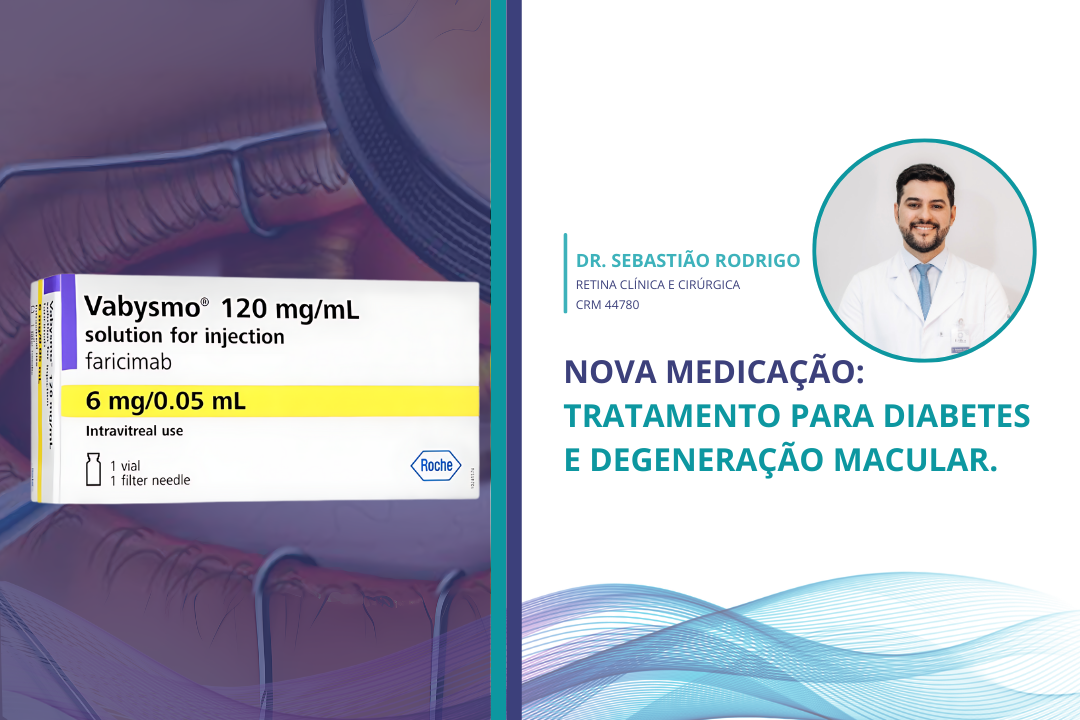 Vabysmo® 120 mg/mL
solution for injection
faricimab
6 mg/0.05 mL
Intravitreal use
1 vial
1 filter needle
Roche
DR. SEBASTIÃO RODRIGO
RETINA CLÍNICA E CIRÚRGICA
CRM 44780
NOVA MEDICAÇÃO:
TRATAMENTO PARA DIABETES
E DEGENERAÇÃO MACULAR.